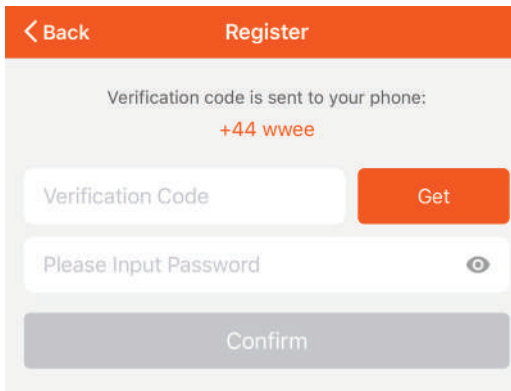 Back
Register
Verification code is sent to your phone:
+44 wwee
Verification Code
Get
Please Input Password
Confirm